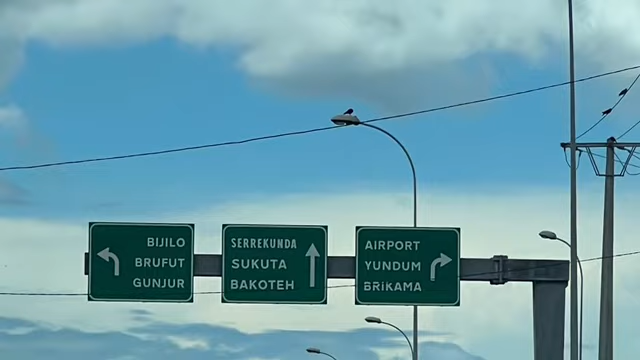 BIJILO
BRUFUT
GUNJUR
SERREKUNDA
SUKUTA
BAKOTEH
AIRPORT
YUNDUM
BRIKAMA